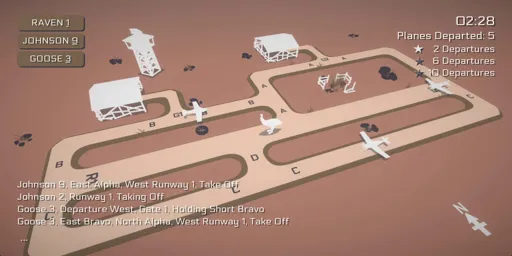 RAVEN 1
JOHNSON 9
GOOSE 3
02:28
Planes Departed: 5
2 Departures
6 Departures
10 Departures
A
A
A
B
B
B
R1
C
D
C
C
Johnson 9, East Alpha, West Runway 1, Take Off
Johnson 2, Runway 1, Taking Off
Goose 3, Departure West, Gate 1, Holding Short Bravo
Goose 3, East Bravo, North Alpha, West Runway 1, Take Off
...
N